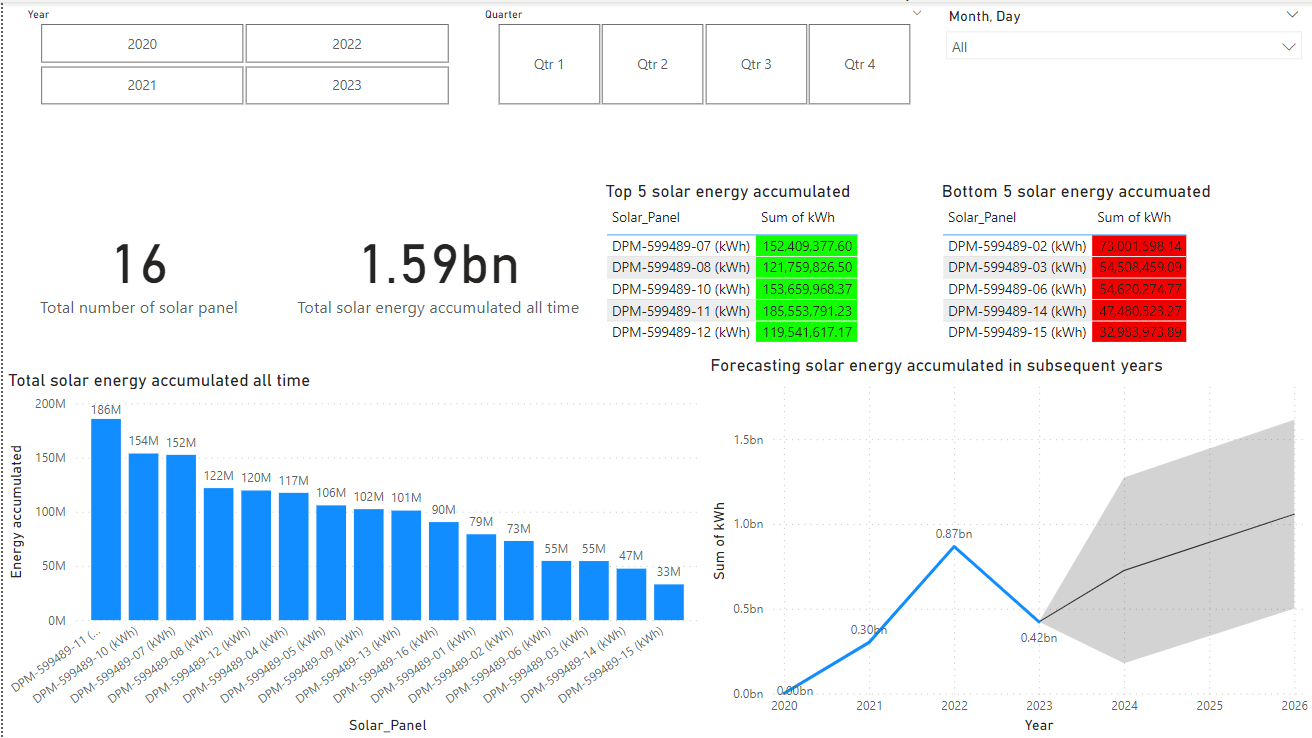 Year
2020
2022
2021
2023
Quarter
Qtr 1
Qtr 2
Qtr 3
Qtr 4
Month, Day
All
16
Total number of solar panel
1.59bn
Total solar energy accumulated all time
Top 5 solar energy accumulated
Solar_Panel Sum of kWh
DPM-599489-07 (kWh) 152,409,377.60
DPM-599489-08 (kWh) 121,759,826.50
DPM-599489-10 (kWh) 153,659,968.37
DPM-599489-11 (kWh) 185,553,791.23
DPM-599489-12 (kWh) 119,541,617.17
Bottom 5 solar energy accumuated
Solar_Panel Sum of kWh
DPM-599489-02 (kWh) 73,001,598.14
DPM-599489-03 (kWh) 54,508,459.09
DPM-599489-06 (kWh) 54,620,274.77
DPM-599489-14 (kWh) 47,480,523.27
DPM-599489-15 (kWh) 32,983,973.89
Total solar energy accumulated all time
Energy accumulated
200M
150M
100M
50M
0M
186M
154M
152M
122M
120M
117M
106M
102M
101M
90M
79M
73M
55M
55M
47M
33M
DPM-599489-11 (...
DPM-599489-10 (kWh)
DPM-599489-07 (kWh)
DPM-599489-08 (kWh)
DPM-599489-12 (kWh)
DPM-599489-04 (kWh)
DPM-599489-05 (kWh)
DPM-599489-09 (kWh)
DPM-599489-13 (kWh)
DPM-599489-16 (kWh)
DPM-599489-01 (kWh)
DPM-599489-02 (kWh)
DPM-599489-06 (kWh)
DPM-599489-03 (kWh)
DPM-599489-14 (kWh)
DPM-599489-15 (kWh)
Solar_Panel
Forecasting solar energy accumulated in subsequent years
Sum of kWh
1.5bn
1.0bn
0.5bn
0.0bn
0.00bn
0.30bn
0.87bn
0.42bn
2020
2021
2022
2023
2024
2025
2026
Year